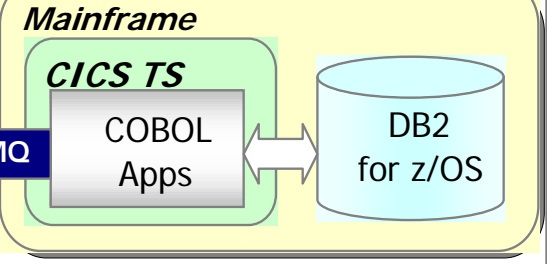 Mainframe
CICS TS
MQ
COBOL
Apps
DB2
for z/OS